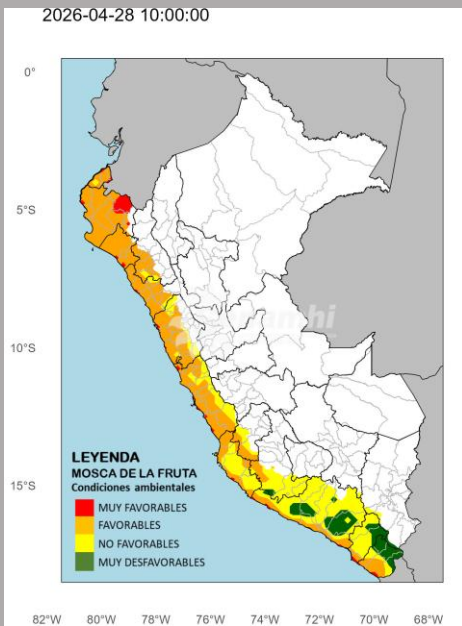 2026-04-28 10:00:00
0°
5°S
10°S
15°S
senamhi
LEYENDA
MOSCA DE LA FRUTA
Condiciones ambientales
MUY FAVORABLES
FAVORABLES
NO FAVORABLES
MUY DESFAVORABLES
82°W 80°W 78°W 76°W 74°W 72°W 70°W 68°W